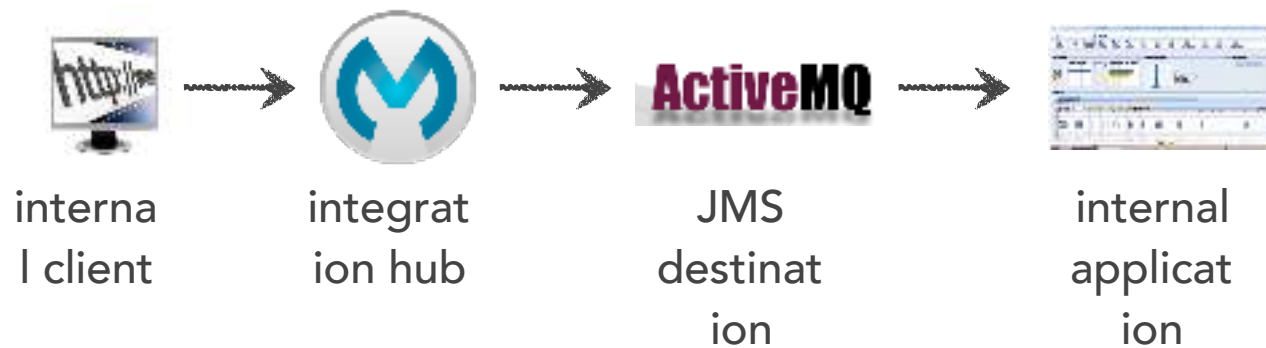 http://
ActiveMQ
interna
l client
integrat
ion hub
JMS
destinat
ion
internal
applicat
ion